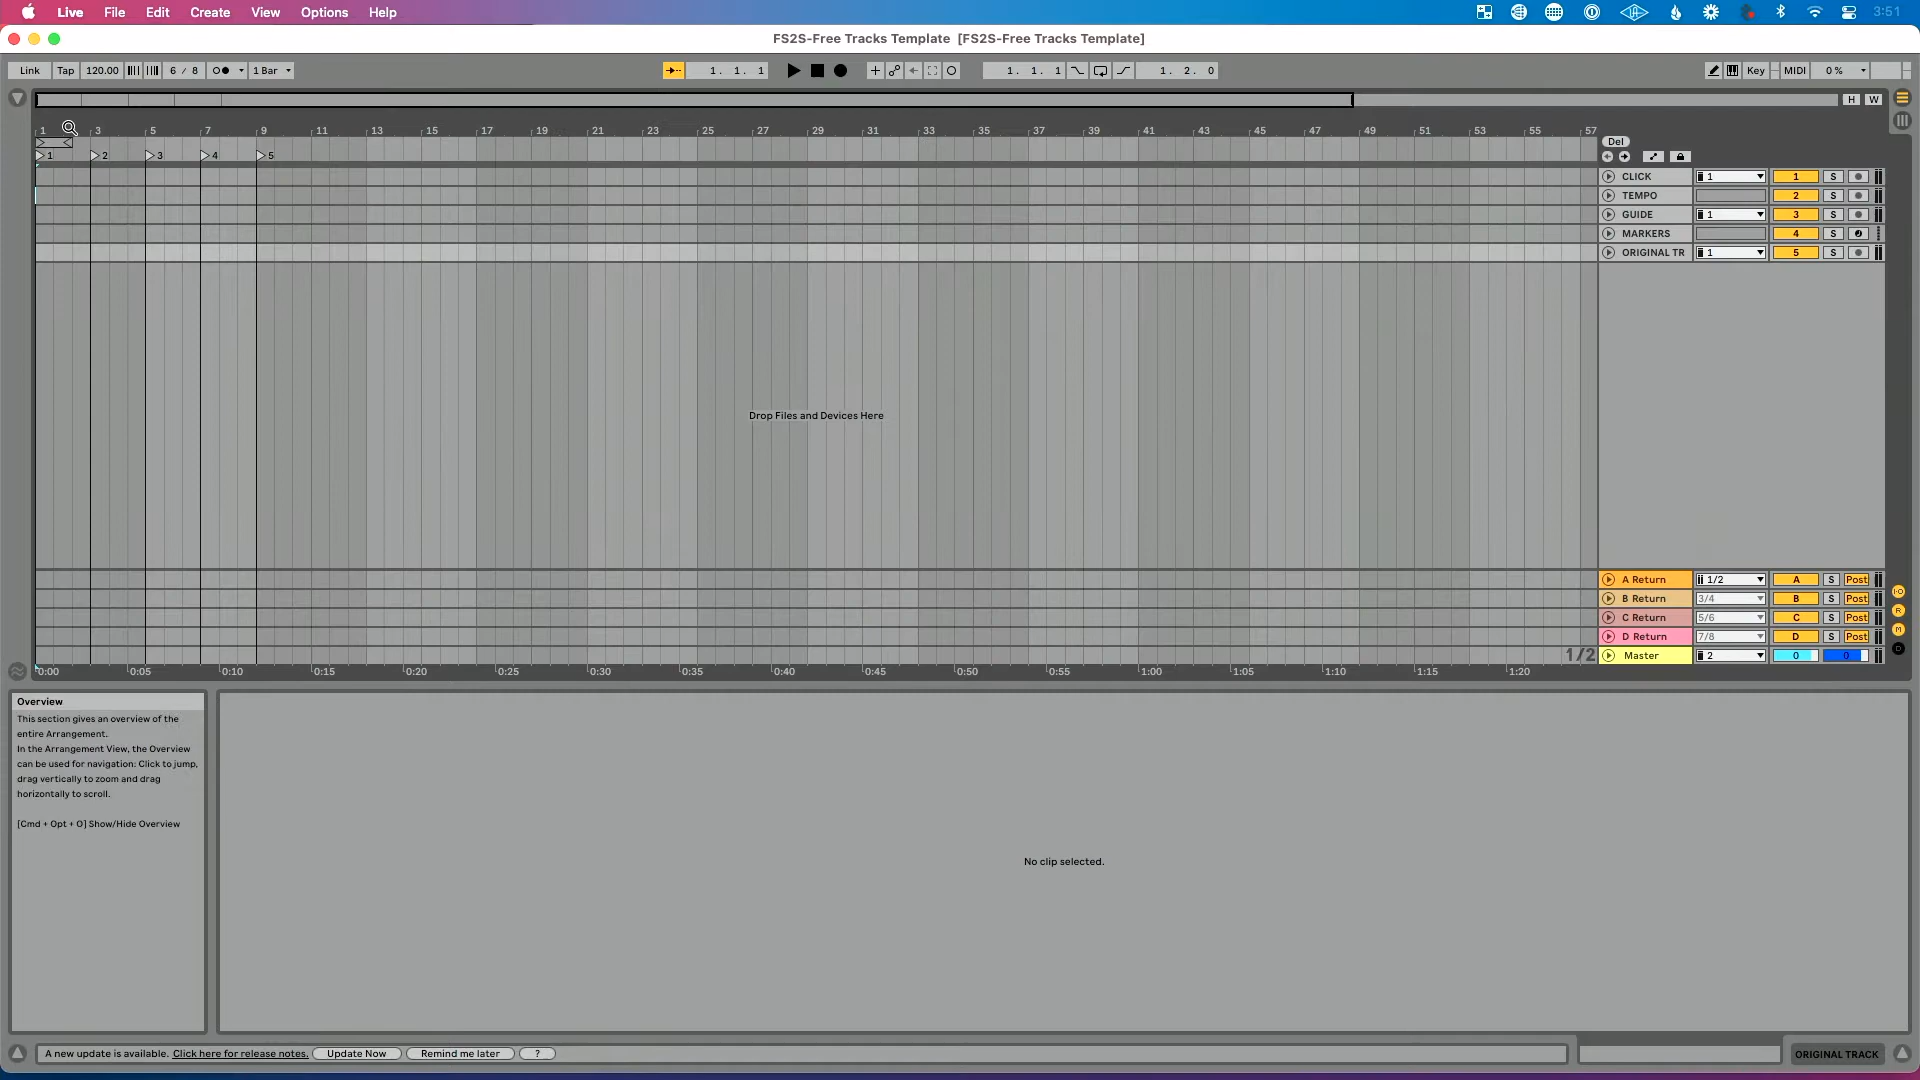 Live File Edit Create View Options Help 3:51
FS2S-Free Tracks Template [FS2S-Free Tracks Template]
Link Tap 120.00 6 / 8 1 Bar 1. 1. 1 1. 1. 1 1. 2. 0 Key MIDI 0 %
H W
1 3 5 7 9 11 13 15 17 19 21 23 25 27 29 31 33 35 37 39 41 43 45 47 49 51 53 55 57
Del
1 2 3 4 5
CLICK 1 1 S
TEMPO 2 S
GUIDE 1 3 S
MARKERS 4 S
ORIGINAL TR 1 5 S
Drop Files and Devices Here
A Return 1/2 A S Post
B Return 3/4 B S Post
C Return 5/6 C S Post
D Return 7/8 D S Post
1/2 Master 2 0 0
0:00 0:05 0:10 0:15 0:20 0:25 0:30 0:35 0:40 0:45 0:50 0:55 1:00 1:05 1:10 1:15 1:20
Overview
This section gives an overview of the
entire Arrangement.
In the Arrangement View, the Overview
can be used for navigation: Click to jump,
drag vertically to zoom and drag
horizontally to scroll.
[Cmd + Opt + O] Show/Hide Overview
No clip selected.
A new update is available. Click here for release notes. Update Now Remind me later ?
ORIGINAL TRACK